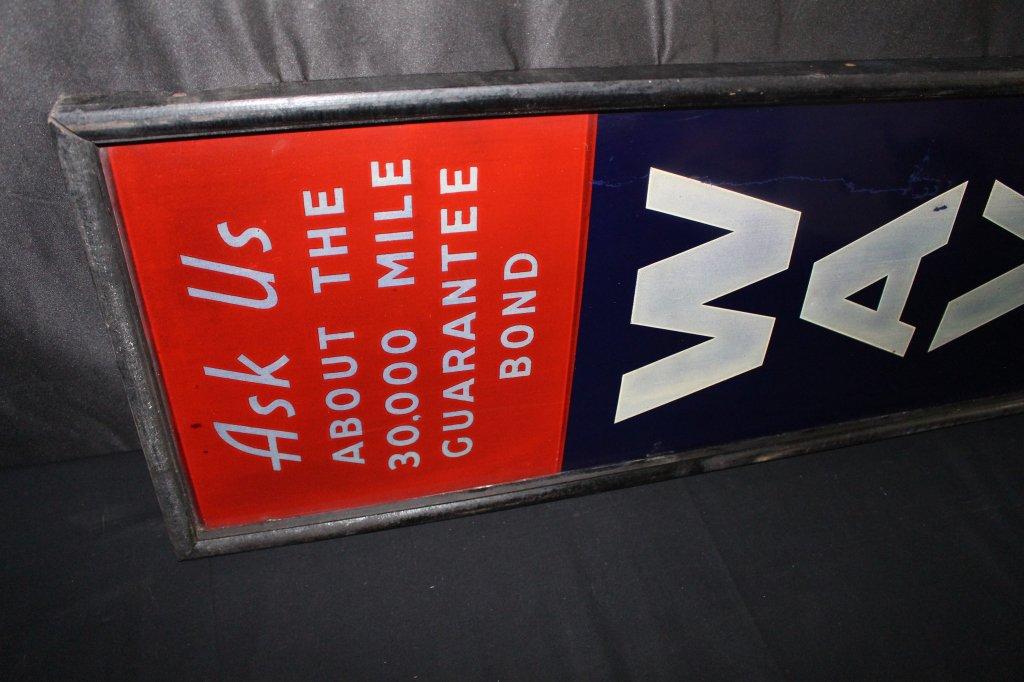 Ask Us
ABOUT THE
30,000 MILE
GUARANTEE
BOND
WA